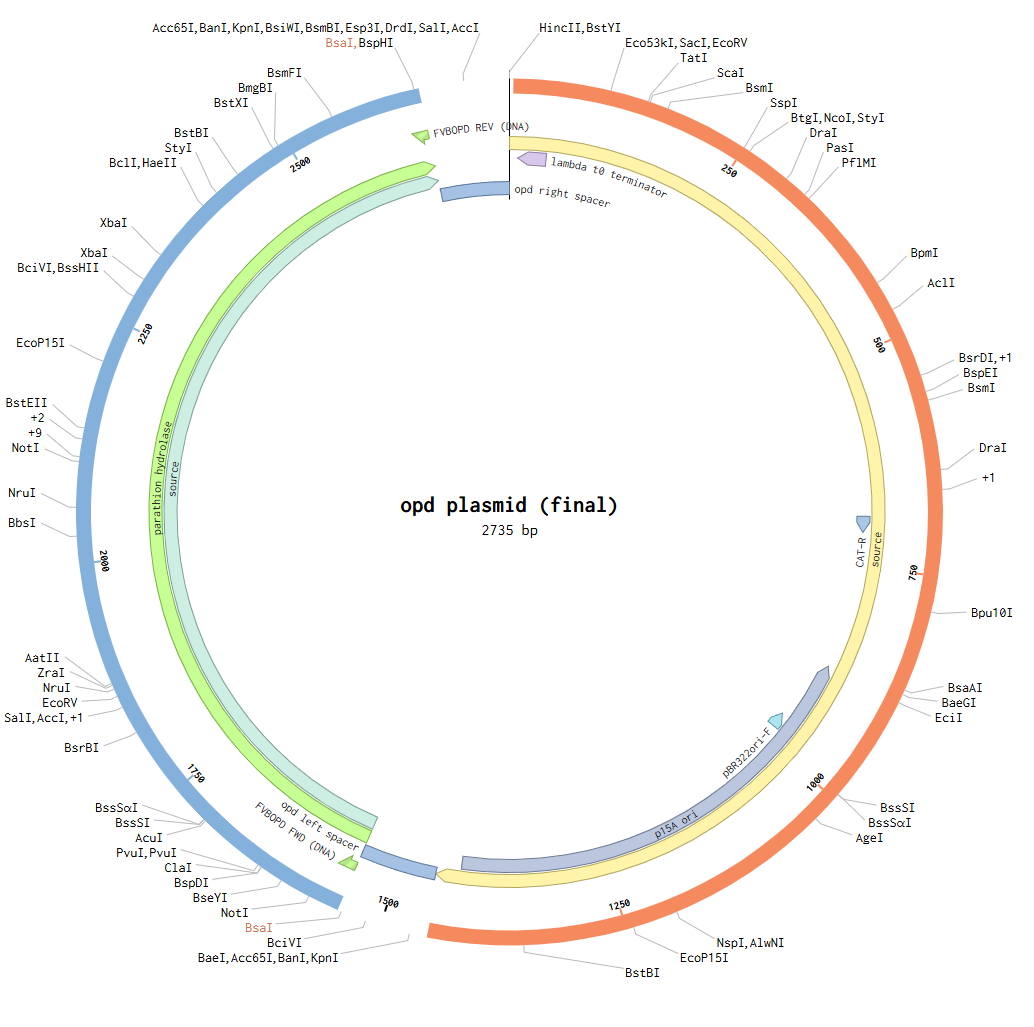 Acc65I,BanI,KpnI,BsiWI,BsmBI,Esp3I,DrdI,SalI,AccI
BsaI,BspHI
BsmFI
BmgBI
BstXI
BstBI
StyI
BclI,HaeII
XbaI
XbaI
BciVI,BssHII
EcoP15I
BstEII
+2
+9
NotI
NruI
BbsI
AatII
ZraI
NruI
EcoRV
SalI,AccI,+1
BsrBI
BssSαI
BssSI
AcuI
PvuI,PvuI
ClaI
BspDI
BseYI
NotI
BsaI
BciVI
BaeI,Acc65I,BanI,KpnI
HincII,BstYI
Eco53kI,SacI,EcoRV
TatI
ScaI
BsmI
SspI
BtgI,NcoI,StyI
DraI
PasI
PflMI
BpmI
AclI
BsrDI,+1
BspEI
BsmI
DraI
+1
Bpu10I
BsaAI
BaeGI
EciI
BssSI
BssSαI
AgeI
NspI,AlwNI
EcoP15I
BstBI
250
500
750
1000
1250
1500
1750
2000
2250
2500
FVBOPD REV (DNA)
lambda t0 terminator
opd right spacer
parathion hydrolase
source
CAT-R
source
pBR322ori-F
p15A ori
opd left spacer
FVBOPD FWD (DNA)
opd plasmid (final)
2735 bp